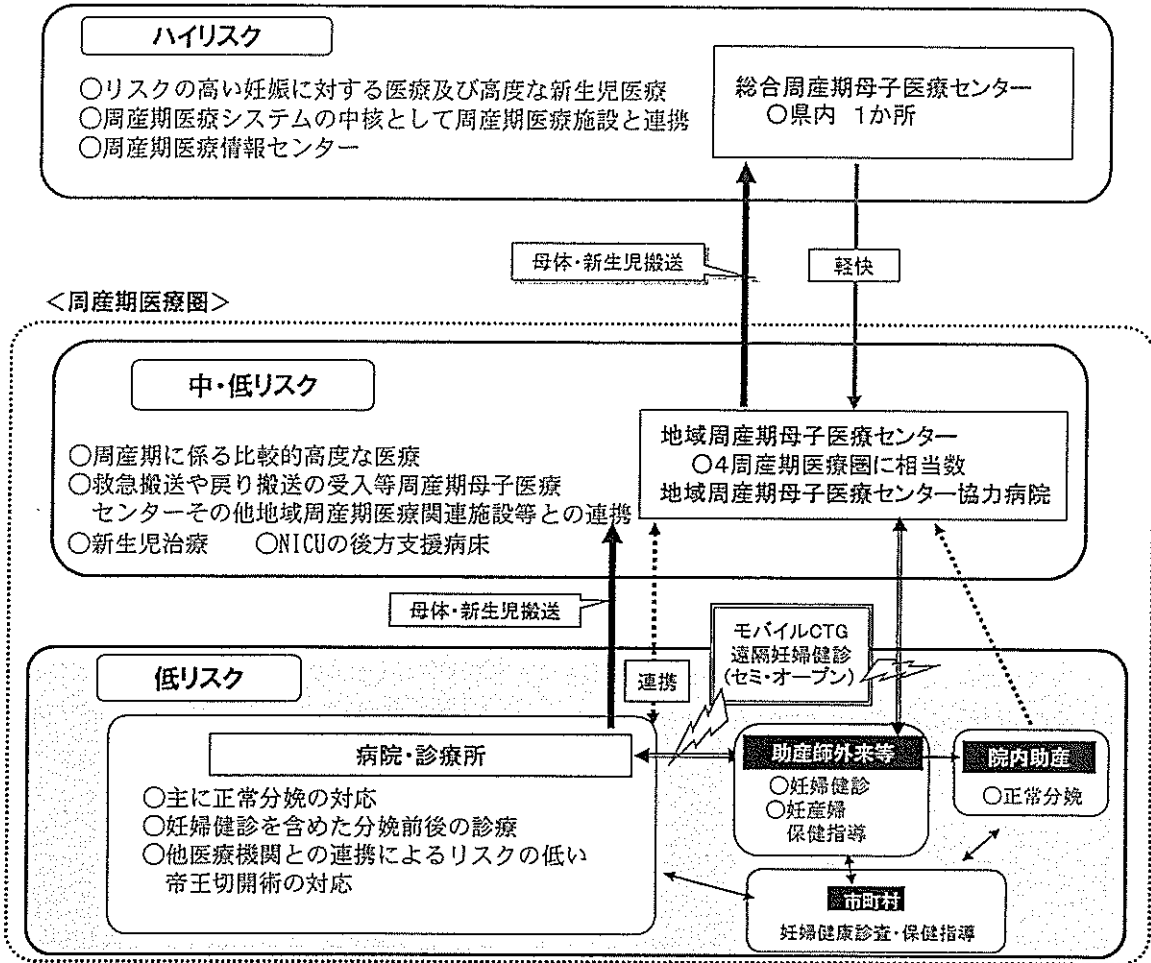 ハイリスク
○リスクの高い妊娠に対する医療及び高度な新生児医療
○周産期医療システムの中核として周産期医療施設と連携
○周産期医療情報センター
総合周産期母子医療センター
○県内 1か所
母体・新生児搬送
軽快
＜周産期医療圏＞
中・低リスク
○周産期に係る比較的高度な医療
○救急搬送や戻り搬送の受入等周産期母子医療
センターその他地域周産期医療関連施設等との連携
○新生児治療 ○NICUの後方支援病床
地域周産期母子医療センター
○4周産期医療圏に相当数
地域周産期母子医療センター協力病院
母体・新生児搬送
連携
モバイルCTG
遠隔妊婦健診
(セミ・オープン)
低リスク
病院・診療所
○主に正常分娩の対応
○妊婦健診を含めた分娩前後の診療
○他医療機関との連携によるリスクの低い
帝王切開術の対応
助産師外来等
○妊婦健診
○妊産婦
保健指導
院内助産
○正常分娩
市町村
妊婦健康診査・保健指導